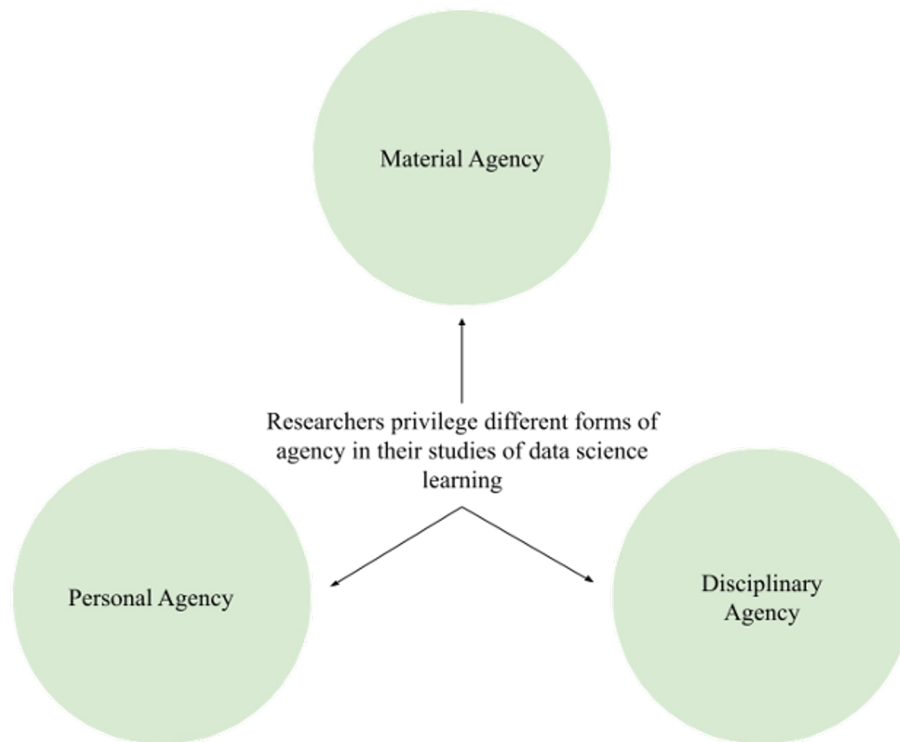 Material Agency
Researchers privilege different forms of
agency in their studies of data science
learning
Personal Agency
Disciplinary
Agency